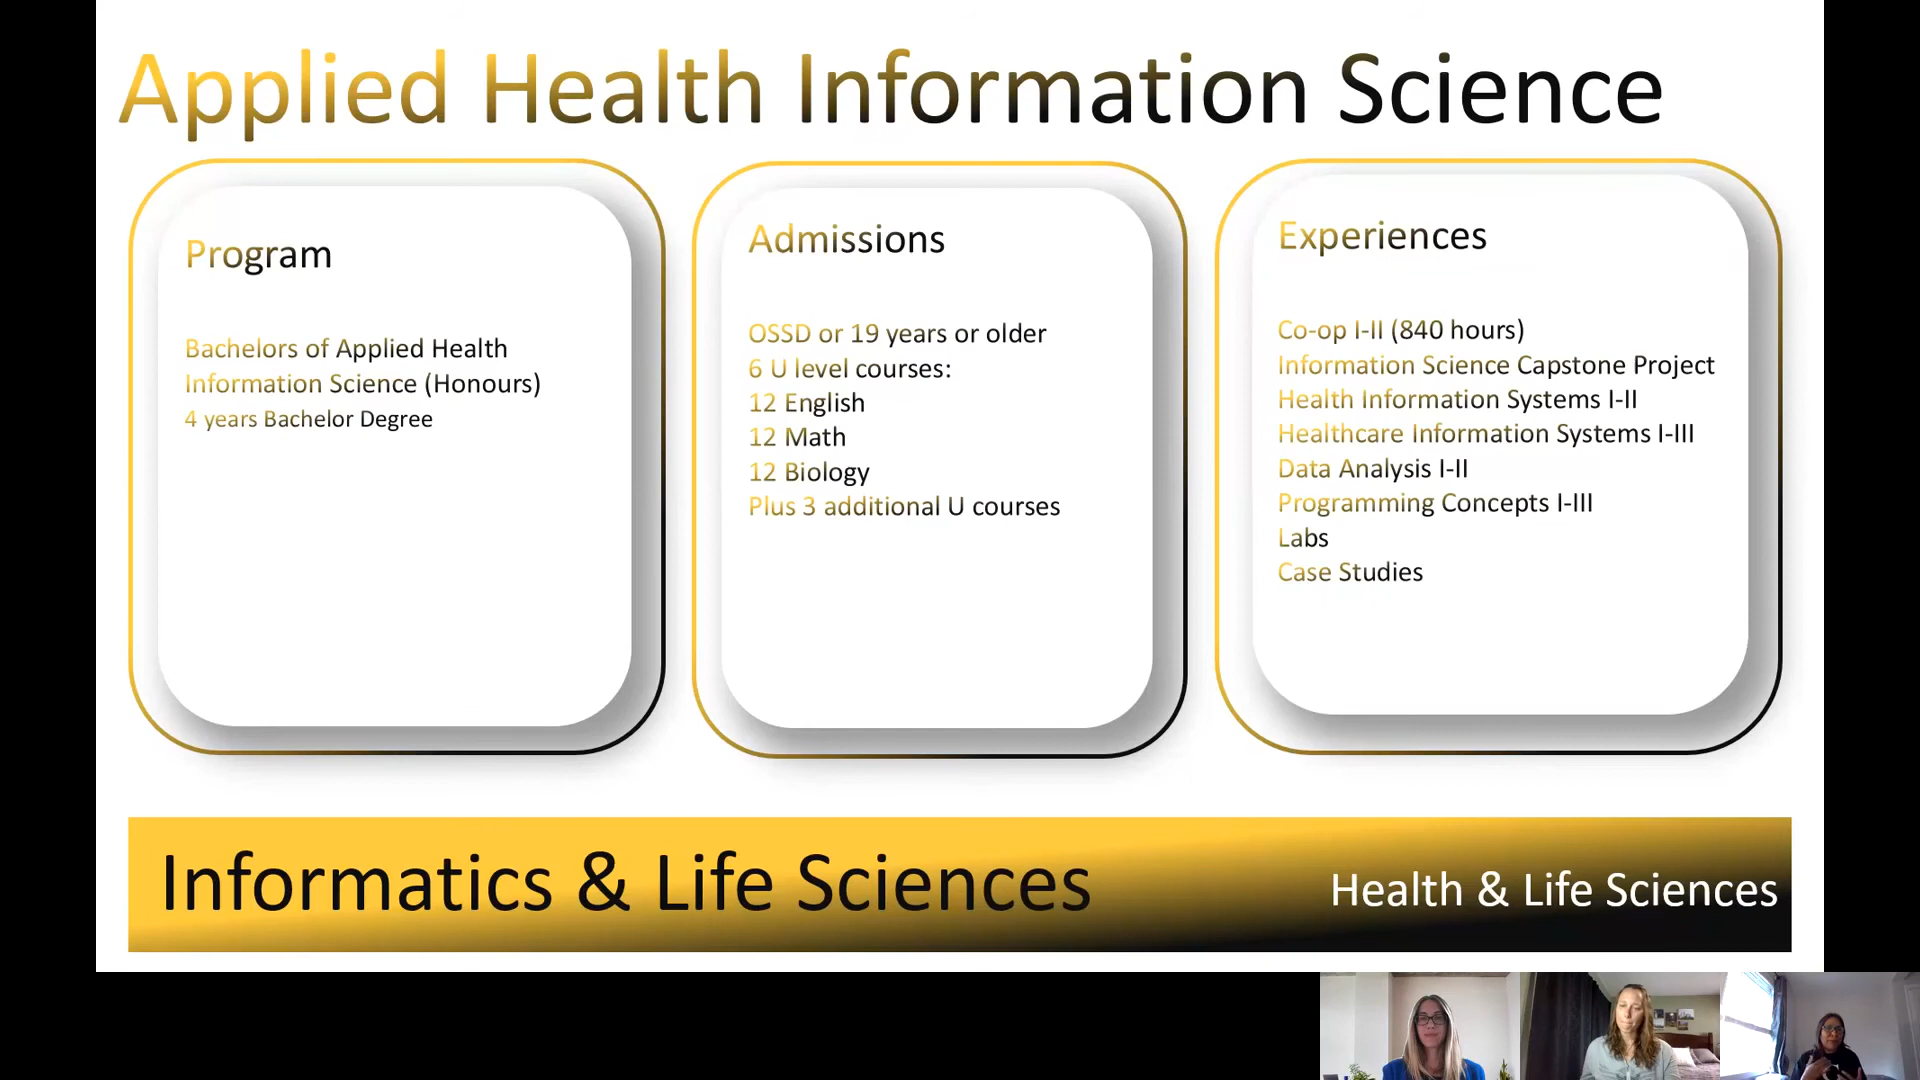 Applied Health Information Science
Program
Bachelors of Applied Health
Information Science (Honours)
4 years Bachelor Degree
Admissions
OSSD or 19 years or older
6 U level courses:
12 English
12 Math
12 Biology
Plus 3 additional U courses
Experiences
Co-op I-II (840 hours)
Information Science Capstone Project
Health Information Systems I-II
Healthcare Information Systems I-III
Data Analysis I-II
Programming Concepts I-III
Labs
Case Studies
Informatics & Life Sciences
Health & Life Sciences